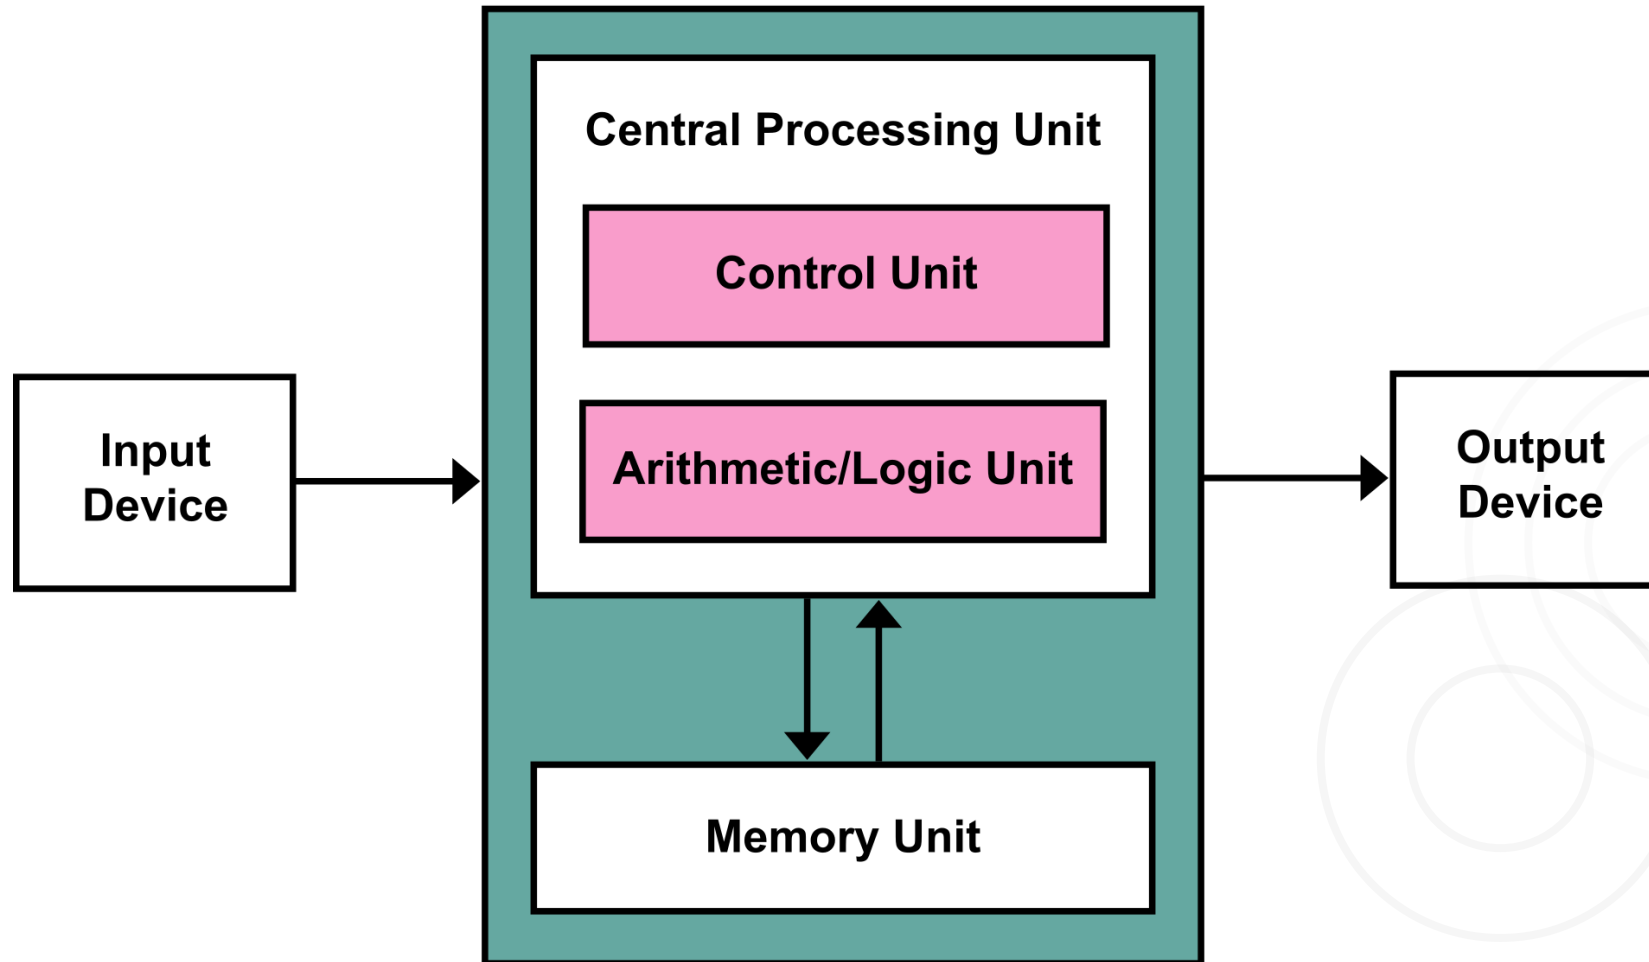 Central Processing Unit
Control Unit
Arithmetic/Logic Unit
Input
Device
Output
Device
Memory Unit